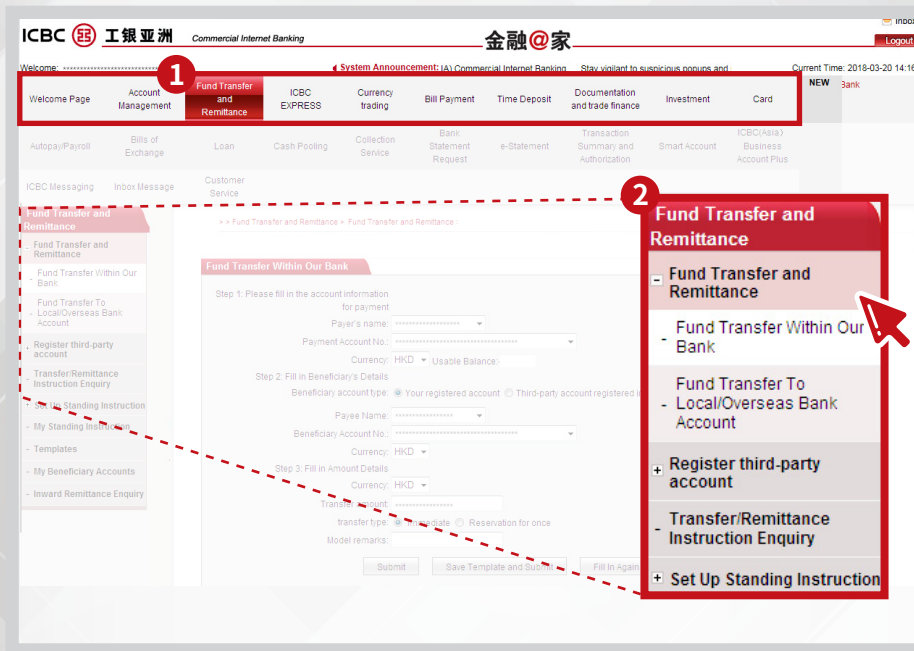 Inbox
ICBC 工银亚洲 Commercial Internet Banking
金融@家
Logout
Welcome: ******************
System Announcement: (A) Commercial Internet Banking Stay vigilant to suspicious popups and
Current Time: 2018-03-20 14:16
1
Welcome Page
Account
Management
Fund Transfer
and
Remittance
ICBC
EXPRESS
Currency
trading
Bill Payment
Time Deposit
Documentation
and trade finance
Investment
Card
NEW
Bank
Autopay/Payroll
Bills of
Exchange
Loan
Cash Pooling
Collection
Service
Bank
Statement
Request
e-Statement
Transaction
Summary and
Authorization
Smart Account
ICBC(Asia)
Business
Account Plus
ICBC Messaging
Inbox Message
Customer
Service
Fund Transfer and
Remittance
- Fund Transfer and
Remittance
- Fund Transfer Within Our
Bank
Fund Transfer To
- Local/Overseas Bank
Account
Register third-party
account
- Transfer/Remittance
Instruction Enquiry
+ Set Up Standing Instruction
- My Standing Instruction
- Templates
- My Beneficiary Accounts
- Inward Remittance Enquiry
> > Fund Transfer and Remittance > Fund Transfer and Remittance :
Fund Transfer Within Our Bank
Step 1: Please fill in the account information
for payment
Payer's name:
Payment Account No.:
Currency: HKD Usable Balance:-
Step 2: Fill in Beneficiary's Details
Beneficiary account type: Your registered account Third-party account registered
Payee Name:
Beneficiary Account No.:
Currency: HKD
Step 3: Fill in Amount Details
Currency: HKD
Transfer Amount:
transfer type: Immediate Reservation for once
Model remarks:
Submit
Save Template and Submit
Fill In Again
2
Fund Transfer and
Remittance
- Fund Transfer and
Remittance
- Fund Transfer Within Our
Bank
Fund Transfer To
- Local/Overseas Bank
Account
+ Register third-party
account
- Transfer/Remittance
Instruction Enquiry
+ Set Up Standing Instruction